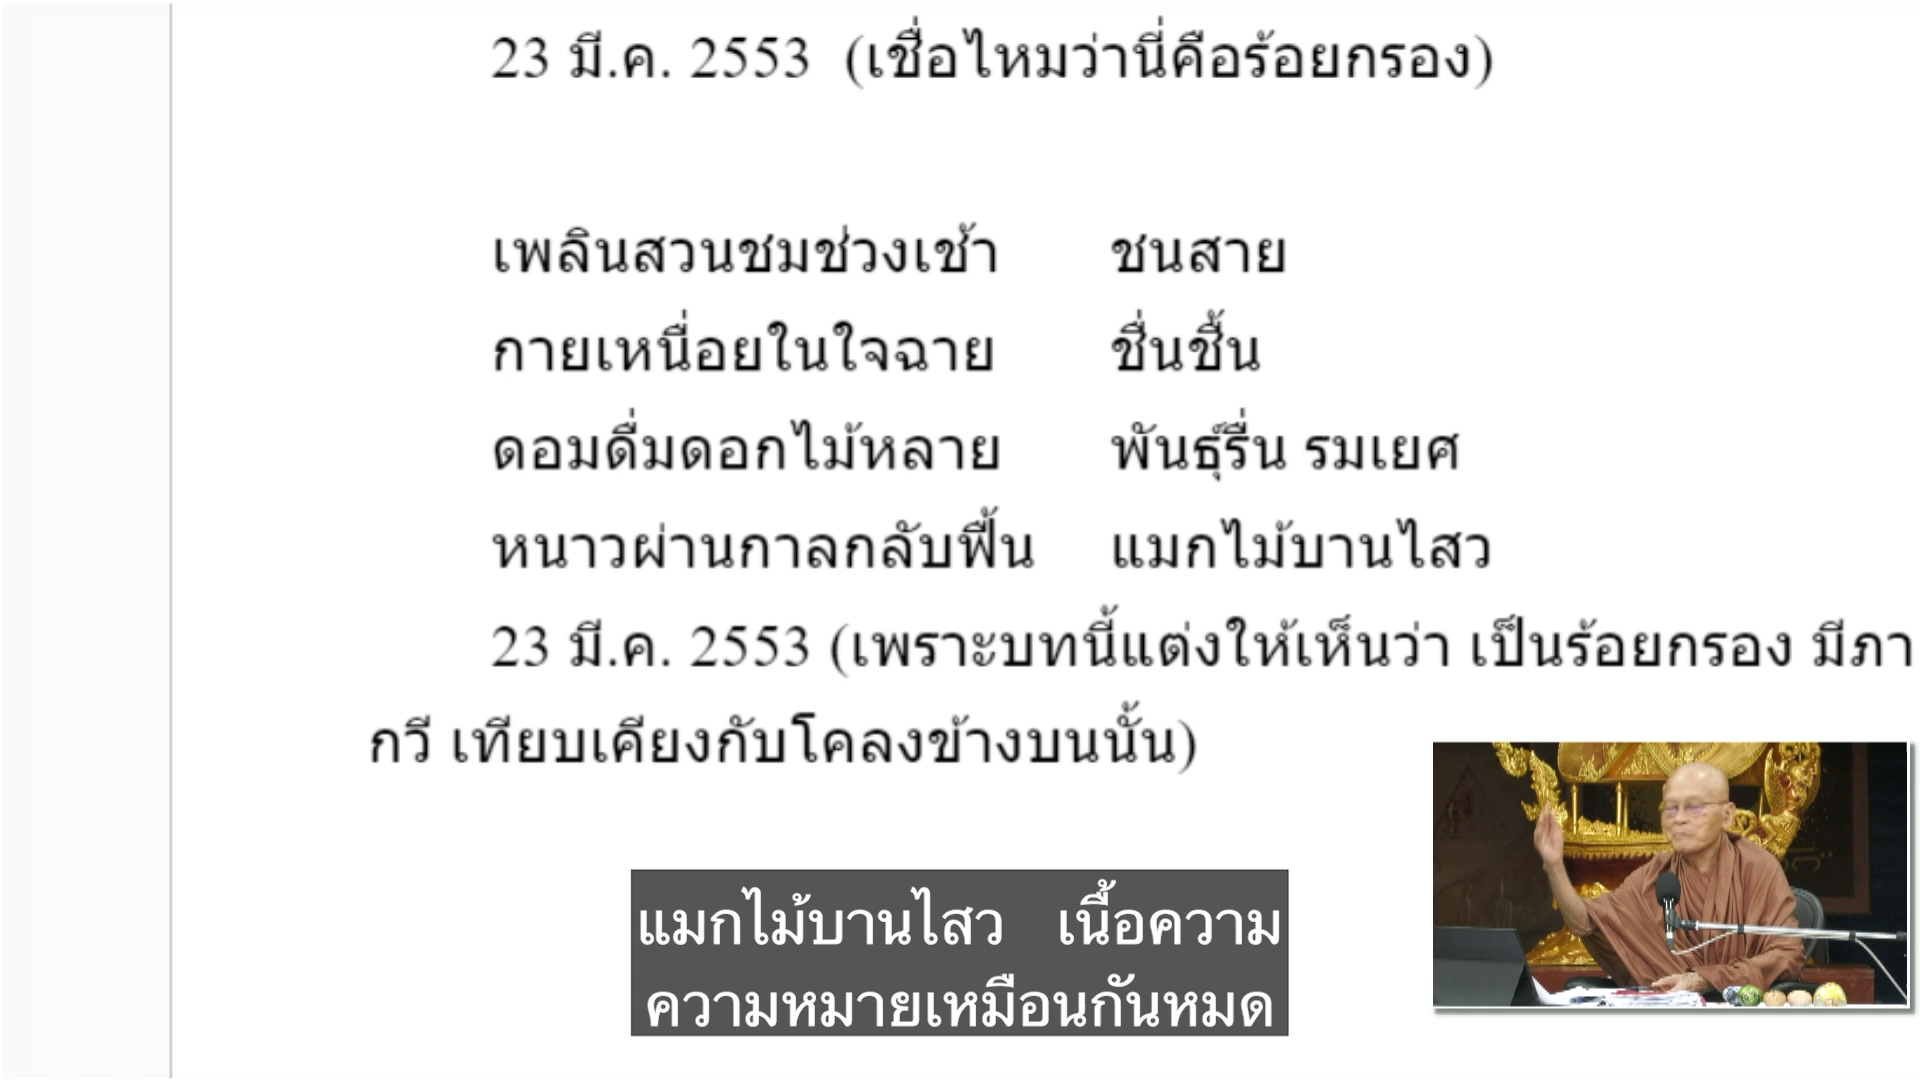 23 มี.ค. 2553 (เชื่อไหมว่านี่คือร้อยกรอง)
เพลินสวนชมช่วงเช้า ชนสาย
กายเหนื่อยในใจฉาย ชื่นชื้น
ดอมดื่มดอกไม้หลาย พันธุ์รื่น รมเยศ
หนาวผ่านกาลกลับฟื้น แมกไม้บานไสว
23 มี.ค. 2553 (เพราะบทนี้แต่งให้เห็นว่า เป็นร้อยกรอง มีภา
กวี เทียบเคียงกับโคลงข้างบนนั้น)
แมกไม้บานไสว เนื้อความ
ความหมายเหมือนกันหมด